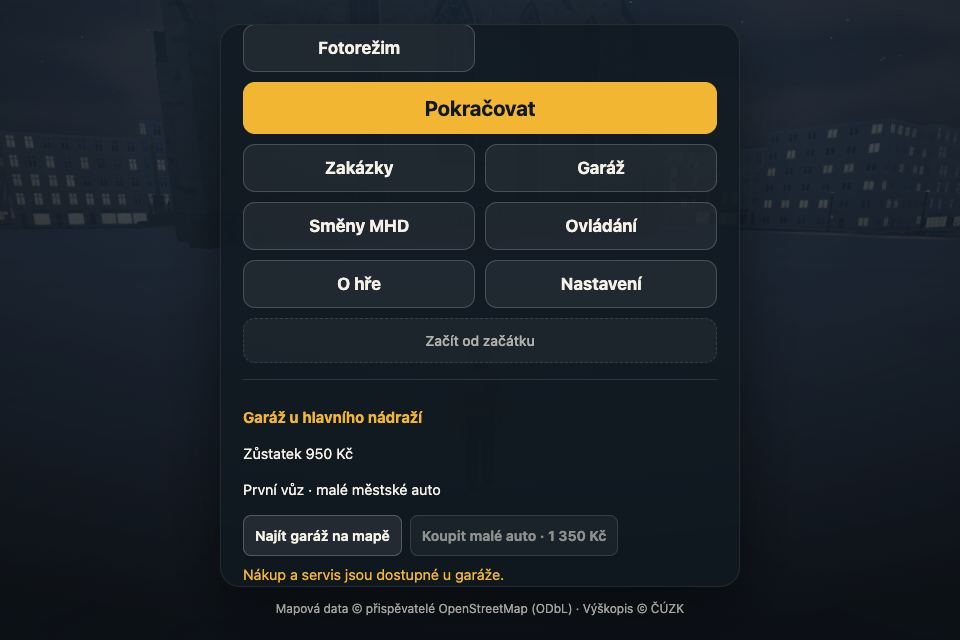 Fotorežim
Pokračovat
Zakázky
Garáž
Směny MHD
Ovládání
O hře
Nastavení
Začít od začátku
Garáž u hlavního nádraží
Zůstatek 950 Kč
První vůz · malé městské auto
Najít garáž na mapě
Koupit malé auto · 1 350 Kč
Nákup a servis jsou dostupné u garáže.
Mapová data © přispěvatelé OpenStreetMap (ODbL) · Výškopis © ČÚZK